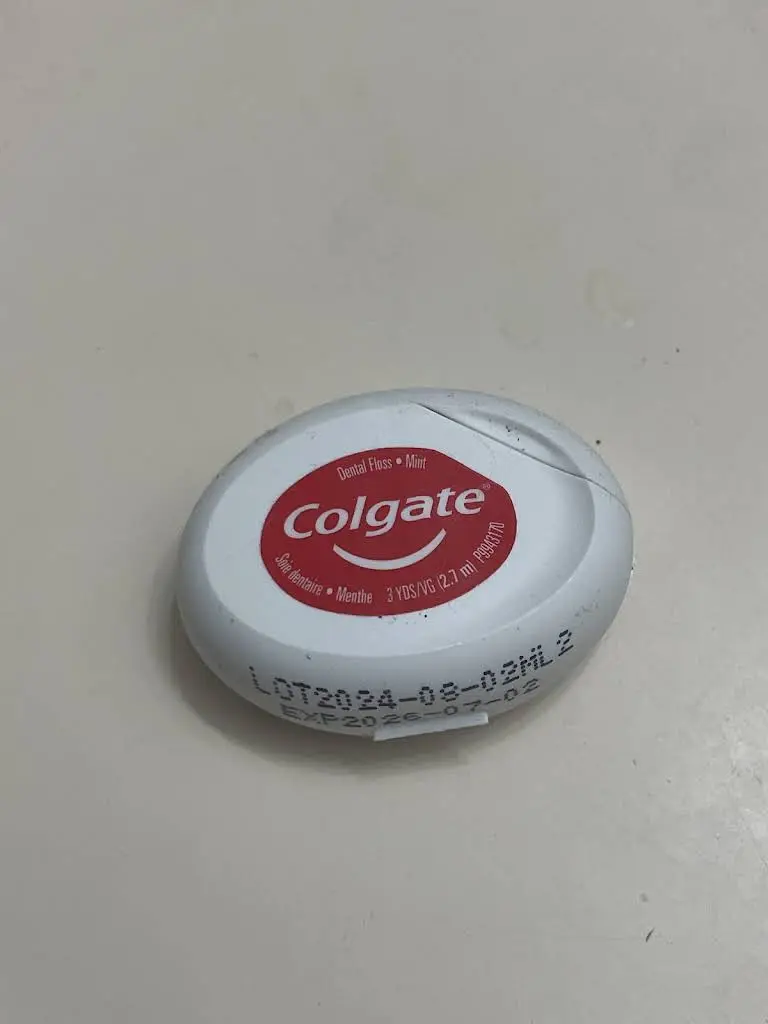 Dental Floss • Mint
Colgate®
Soie dentaire • Menthe 3 YDS/VG (2.7 m) P9943170
LOT2024-08-02ML2
EXP2026-07-02